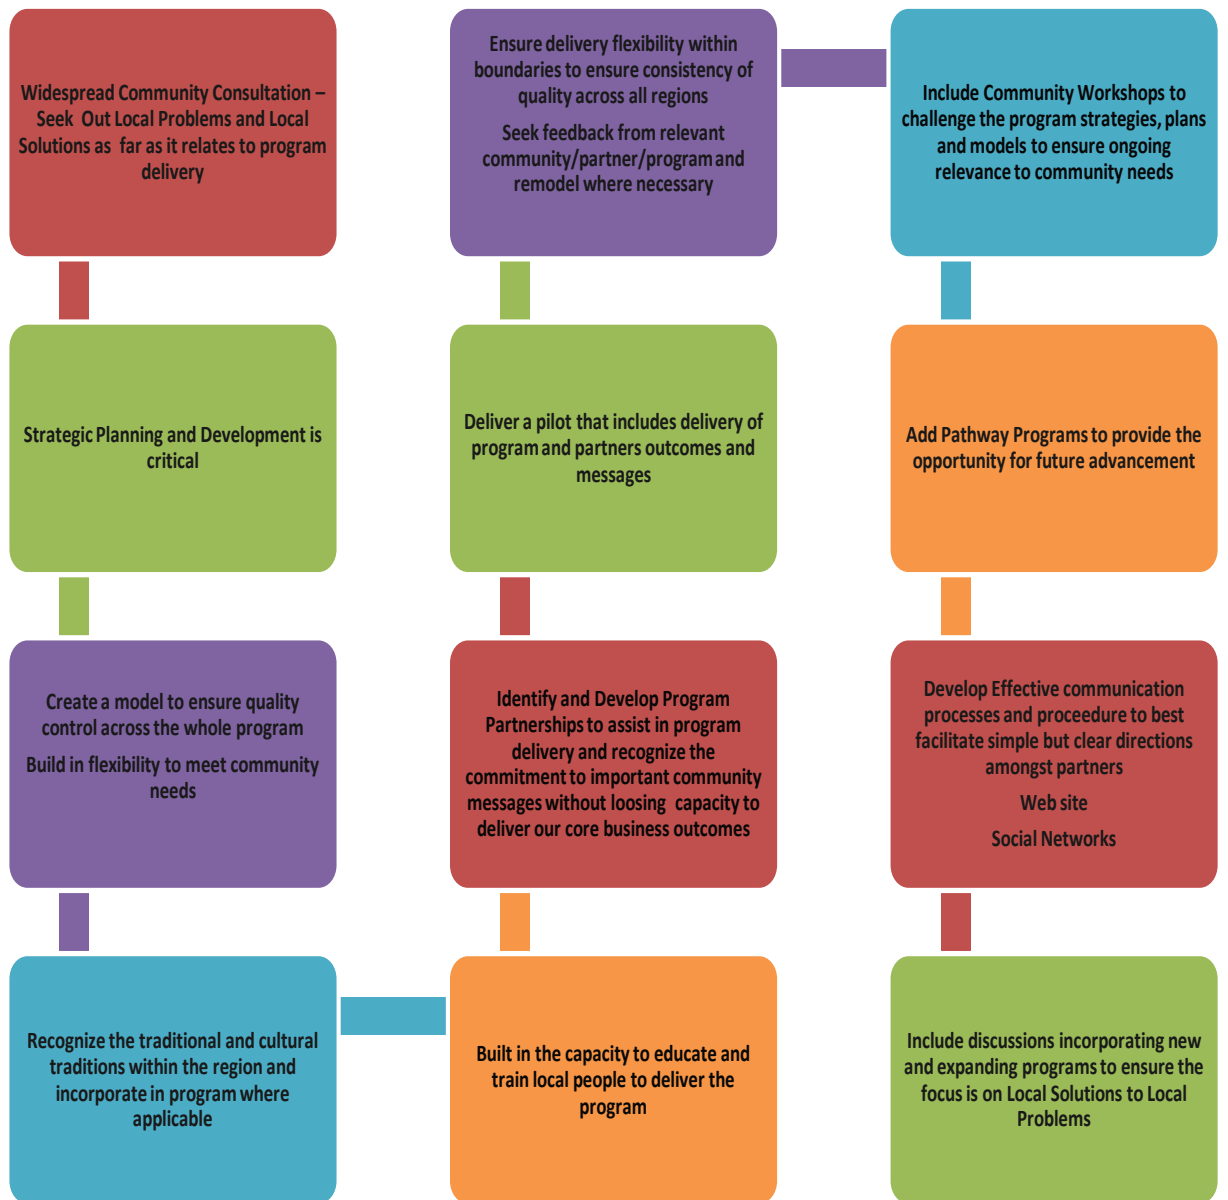 Widespread Community Consultation –
Seek Out Local Problems and Local
Solutions as far as it relates to program
delivery
Strategic Planning and Development is
critical
Create a model to ensure quality
control across the whole program
Build in flexibility to meet community
needs
Recognize the traditional and cultural
traditions within the region and
incorporate in program where
applicable
Built in the capacity to educate and
train local people to deliver the
program
Identify and Develop Program
Partnerships to assist in program
delivery and recognize the
commitment to important community
messages without loosing capacity to
deliver our core business outcomes
Deliver a pilot that includes delivery of
program and partners outcomes and
messages
Ensure delivery flexibility within
boundaries to ensure consistency of
quality across all regions
Seek feedback from relevant
community/partner/program and
remodel where necessary
Include Community Workshops to
challenge the program strategies, plans
and models to ensure ongoing
relevance to community needs
Add Pathway Programs to provide the
opportunity for future advancement
Develop Effective communication
processes and proceedure to best
facilitate simple but clear directions
amongst partners
Web site
Social Networks
Include discussions incorporating new
and expanding programs to ensure the
focus is on Local Solutions to Local
Problems